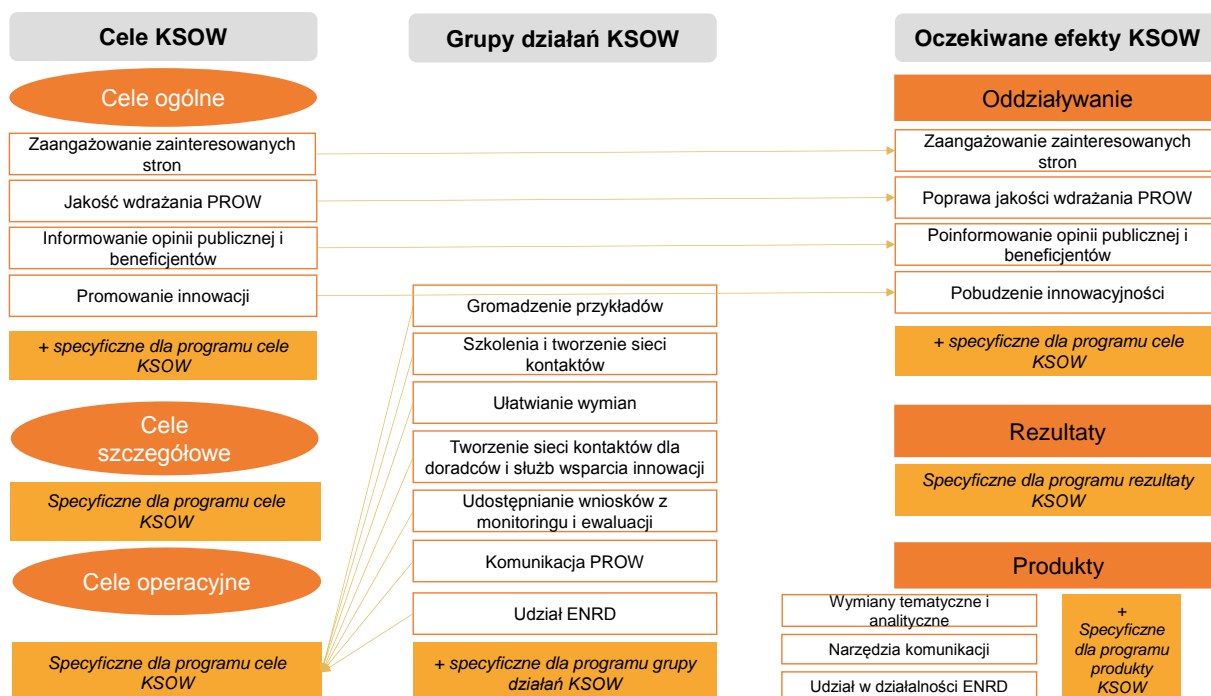 Cele KSOW
Grupy działań KSOW
Oczekiwane efekty KSOW
Cele ogólne
Zaangażowanie zainteresowanych
stron
Jakość wdrażania PROW
Informowanie opinii publicznej i
beneficjentów
Promowanie innowacji
+ specyficzne dla programu cele
KSOW
Cele
szczegółowe
Specyficzne dla programu cele
KSOW
Cele operacyjne
Specyficzne dla programu cele
KSOW
Gromadzenie przykładów
Szkolenia i tworzenie sieci
kontaktów
Ułatwianie wymian
Tworzenie sieci kontaktów dla
doradców i służb wsparcia innowacji
Udostępnianie wniosków z
monitoringu i ewaluacji
Komunikacja PROW
Udział ENRD
+ specyficzne dla programu grupy
działań KSOW
Oddziaływanie
Zaangażowanie zainteresowanych
stron
Poprawa jakości wdrażania PROW
Poinformowanie opinii publicznej i
beneficjentów
Pobudzenie innowacyjności
+ specyficzne dla programu cele
KSOW
Rezultaty
Specyficzne dla programu rezultaty
KSOW
Produkty
Wymiany tematyczne i
analityczne
Narzędzia komunikacji
Udział w działalności ENRD
+
Specyficzne
dla programu
produkty
KSOW